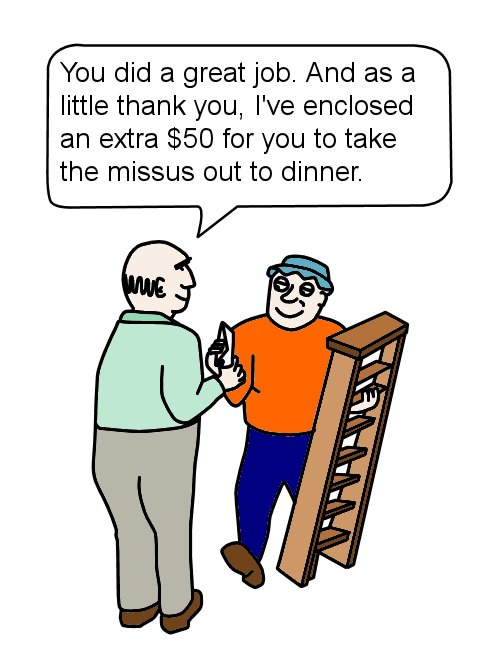 You did a great job. And as a
little thank you, I've enclosed
an extra $50 for you to take
the missus out to dinner.